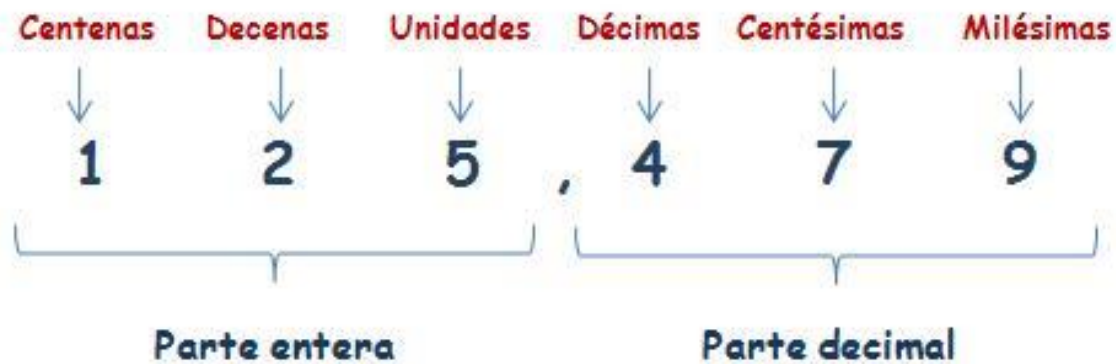 Centenas Decenas Unidades Décimas Centésimas Milésimas
1 2 5 , 4 7 9
Parte entera Parte decimal